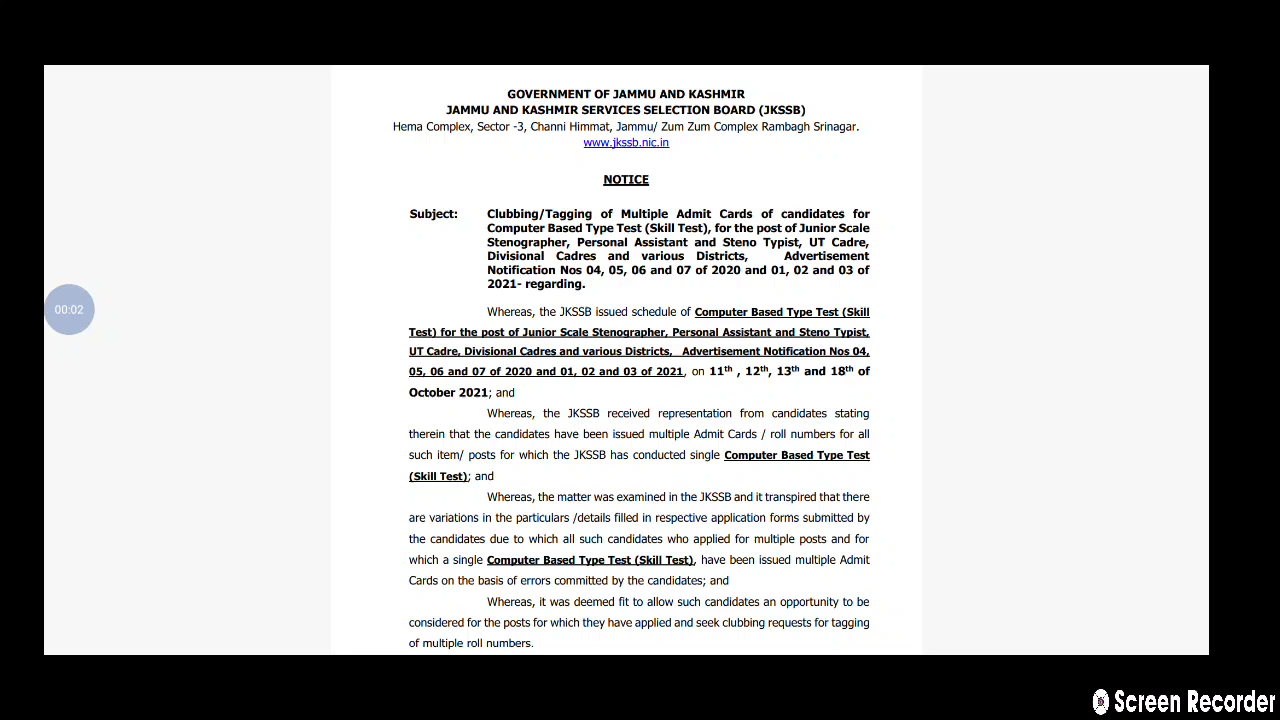 GOVERNMENT OF JAMMU AND KASHMIR
JAMMU AND KASHMIR SERVICES SELECTION BOARD (JKSSB)
Hema Complex, Sector -3, Channi Himmat, Jammu/ Zum Zum Complex Rambagh Srinagar.
www.jkssb.nic.in
NOTICE
Subject: Clubbing/Tagging of Multiple Admit Cards of candidates for
Computer Based Type Test (Skill Test), for the post of Junior Scale
Stenographer, Personal Assistant and Steno Typist, UT Cadre,
Divisional Cadres and various Districts, Advertisement
Notification Nos 04, 05, 06 and 07 of 2020 and 01, 02 and 03 of
2021- regarding.
Whereas, the JKSSB issued schedule of Computer Based Type Test (Skill
Test) for the post of Junior Scale Stenographer, Personal Assistant and Steno Typist,
UT Cadre, Divisional Cadres and various Districts, Advertisement Notification Nos 04,
05, 06 and 07 of 2020 and 01, 02 and 03 of 2021, on 11th , 12th, 13th and 18th of
October 2021; and
Whereas, the JKSSB received representation from candidates stating
therein that the candidates have been issued multiple Admit Cards / roll numbers for all
such item/ posts for which the JKSSB has conducted single Computer Based Type Test
(Skill Test); and
Whereas, the matter was examined in the JKSSB and it transpired that there
are variations in the particulars /details filled in respective application forms submitted by
the candidates due to which all such candidates who applied for multiple posts and for
which a single Computer Based Type Test (Skill Test), have been issued multiple Admit
Cards on the basis of errors committed by the candidates; and
Whereas, it was deemed fit to allow such candidates an opportunity to be
considered for the posts for which they have applied and seek clubbing requests for tagging
of multiple roll numbers.
00:02
Screen Recorder